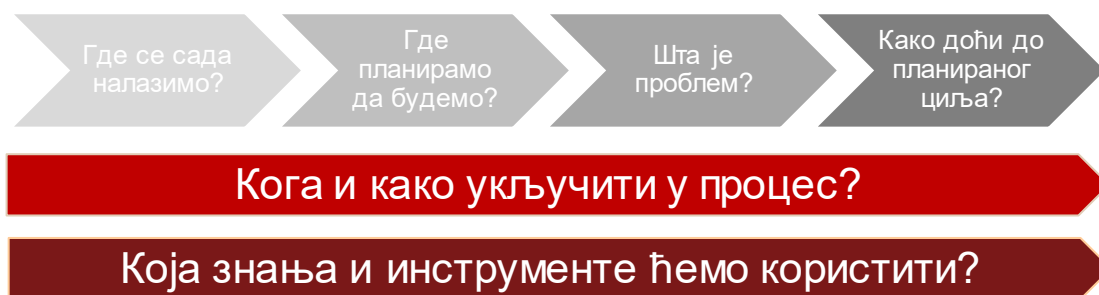 Где се сада
налазимо?
Где
планирамо
да будемо?
Шта је
проблем?
Како доћи до
планираног
циља?
Кога и како укључити у процес?
Која знања и инструменте ћемо користити?